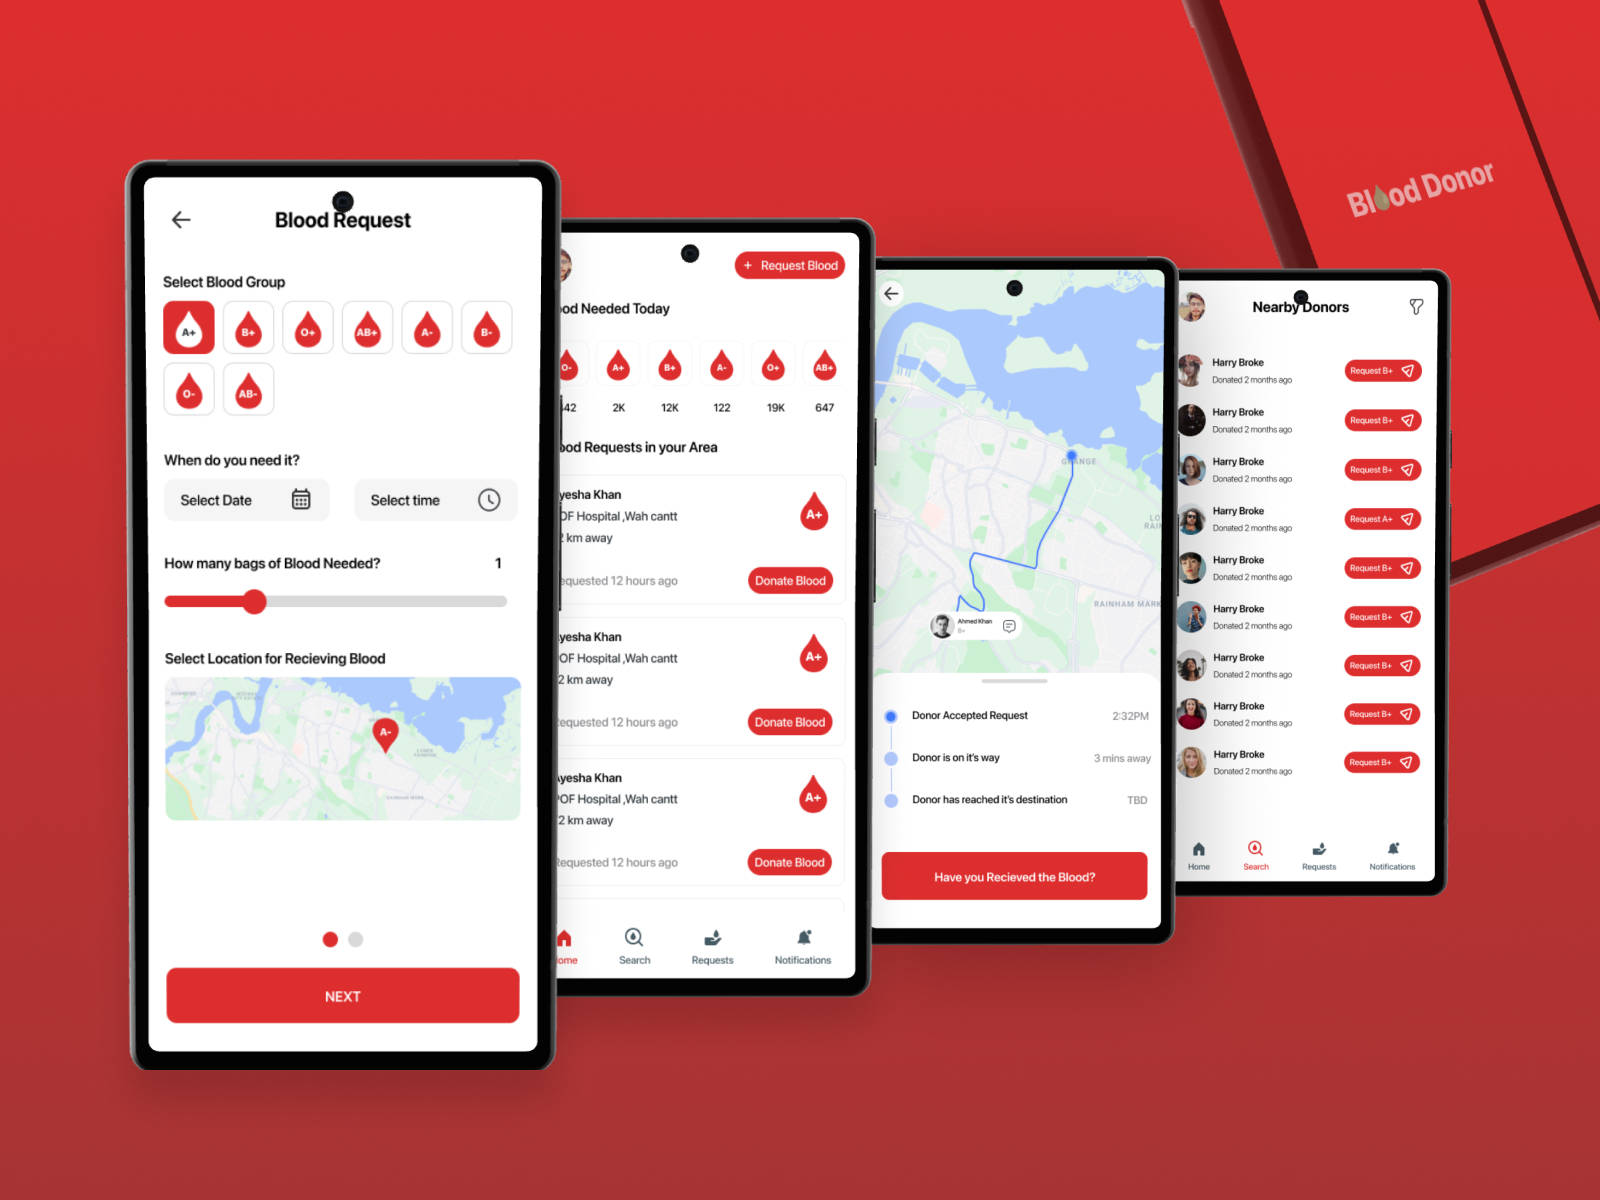 Blood Donor
Blood Request
Select Blood Group
A+
B+
O+
AB+
A-
B-
O-
AB-
When do you need it?
Select Date
Select time
How many bags of Blood Needed?
1
Select Location for Recieving Blood
A-
NEXT
+ Request Blood
ood Needed Today
O-
A+
B+
A-
O+
AB+
42
2K
12K
122
19K
647
ood Requests in your Area
yesha Khan
OF Hospital ,Wah cantt
2 km away
A+
equested 12 hours ago
Donate Blood
yesha Khan
OF Hospital ,Wah cantt
2 km away
A+
equested 12 hours ago
Donate Blood
Ayesha Khan
OF Hospital ,Wah cantt
2 km away
A+
equested 12 hours ago
Donate Blood
ome
Search
Requests
Notifications
GRANGE
LO
RAIN
RAINHAM MARK
Ahmed Khan
B+
Donor Accepted Request
2:32PM
Donor is on it's way
3 mins away
Donor has reached it's destination
TBD
Have you Recieved the Blood?
Nearby Donors
Harry Broke
Donated 2 months ago
Request B+
Harry Broke
Donated 2 months ago
Request B+
Harry Broke
Donated 2 months ago
Request B+
Harry Broke
Donated 2 months ago
Request A+
Harry Broke
Donated 2 months ago
Request B+
Harry Broke
Donated 2 months ago
Request B+
Harry Broke
Donated 2 months ago
Request B+
Harry Broke
Donated 2 months ago
Request B+
Harry Broke
Donated 2 months ago
Request B+
Home
Search
Requests
Notifications